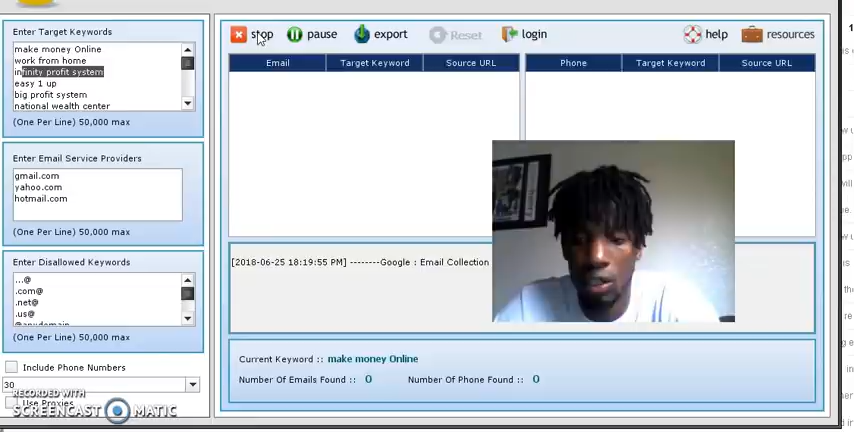 stop
pause
export
Reset
login
help
resources
Enter Target Keywords
make money Online
work from home
infinity profit system
easy 1 up
big profit system
national wealth center
(One Per Line) 50,000 max
Enter Email Service Providers
gmail.com
yahoo.com
hotmail.com
(One Per Line) 50,000 max
Enter Disallowed Keywords
...@
.com@
.net@
.us@
(One Per Line) 50,000 max
Include Phone Numbers
30
Use Proxies
RECORDED WITH
SCREENCAST MATIC
Email Target Keyword Source URL
Phone Target Keyword Source URL
[2018-06-25 18:19:55 PM] --------Google : Email Collection
Current Keyword :: make money Online
Number Of Emails Found :: 0 Number Of Phone Found :: 0